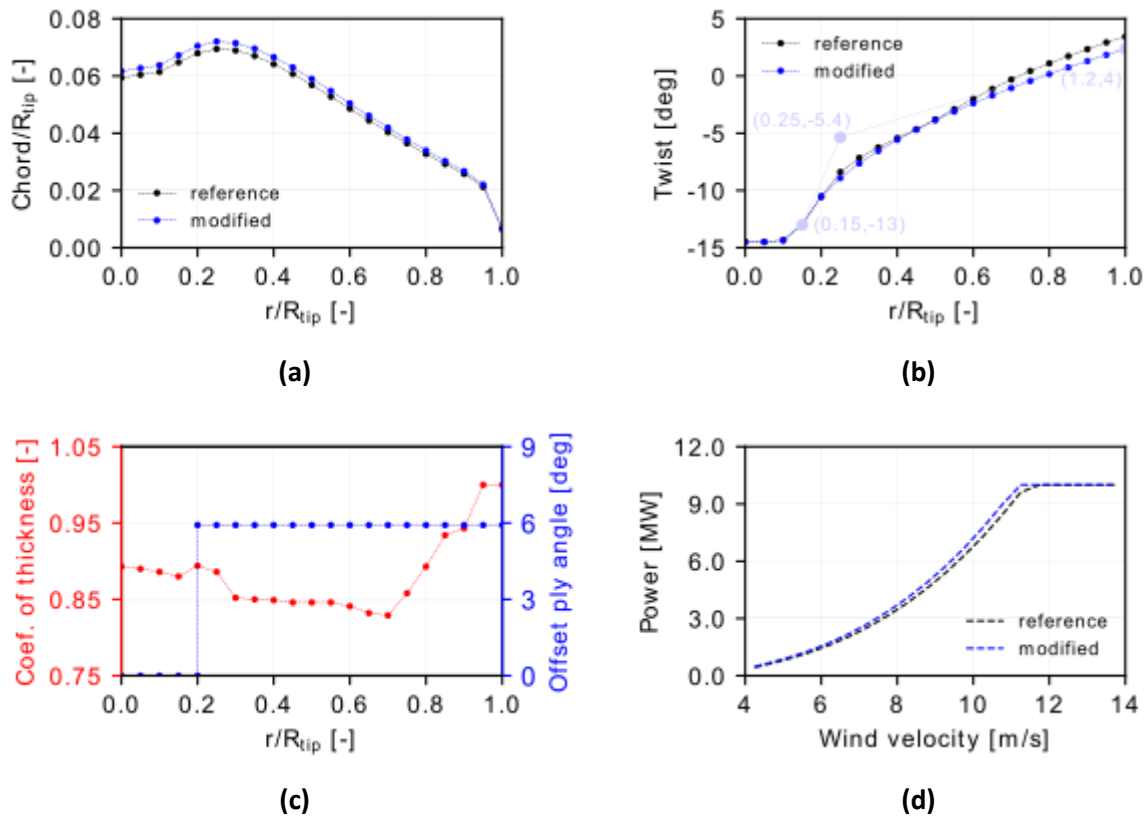 0.08
0.06
0.04
0.02
0.00
Chord/R_tip [-]
reference
modified
0.0 0.2 0.4 0.6 0.8 1.0
r/R_tip [-]
(a)
5
0
-5
-10
-15
Twist [deg]
reference
modified
(1.2,4)
(0.25,-5.4)
(0.15,-13)
0.0 0.2 0.4 0.6 0.8 1.0
r/R_tip [-]
(b)
1.05
0.95
0.85
0.75
Coef. of thickness [-]
9
6
3
0
Offset ply angle [deg]
0.0 0.2 0.4 0.6 0.8 1.0
r/R_tip [-]
(c)
12.0
9.0
6.0
3.0
0.0
Power [MW]
reference
modified
4 6 8 10 12 14
Wind velocity [m/s]
(d)